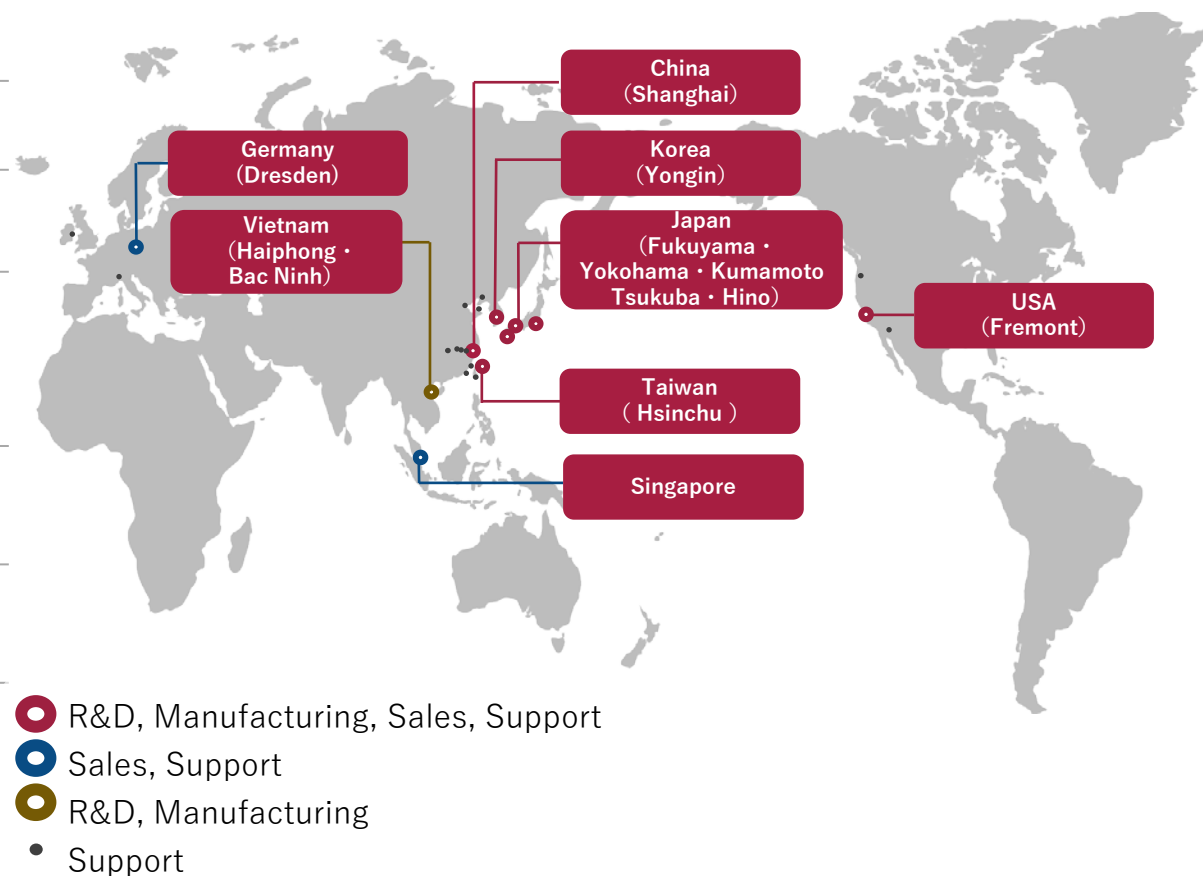 China
（Shanghai）
Germany
（Dresden）
Korea
（Yongin）
Vietnam
（Haiphong・
Bac Ninh）
Japan
（Fukuyama・
Yokohama・Kumamoto
Tsukuba・Hino）
USA
（Fremont）
Taiwan
（ Hsinchu ）
Singapore
R&D, Manufacturing, Sales, Support
Sales, Support
R&D, Manufacturing
Support